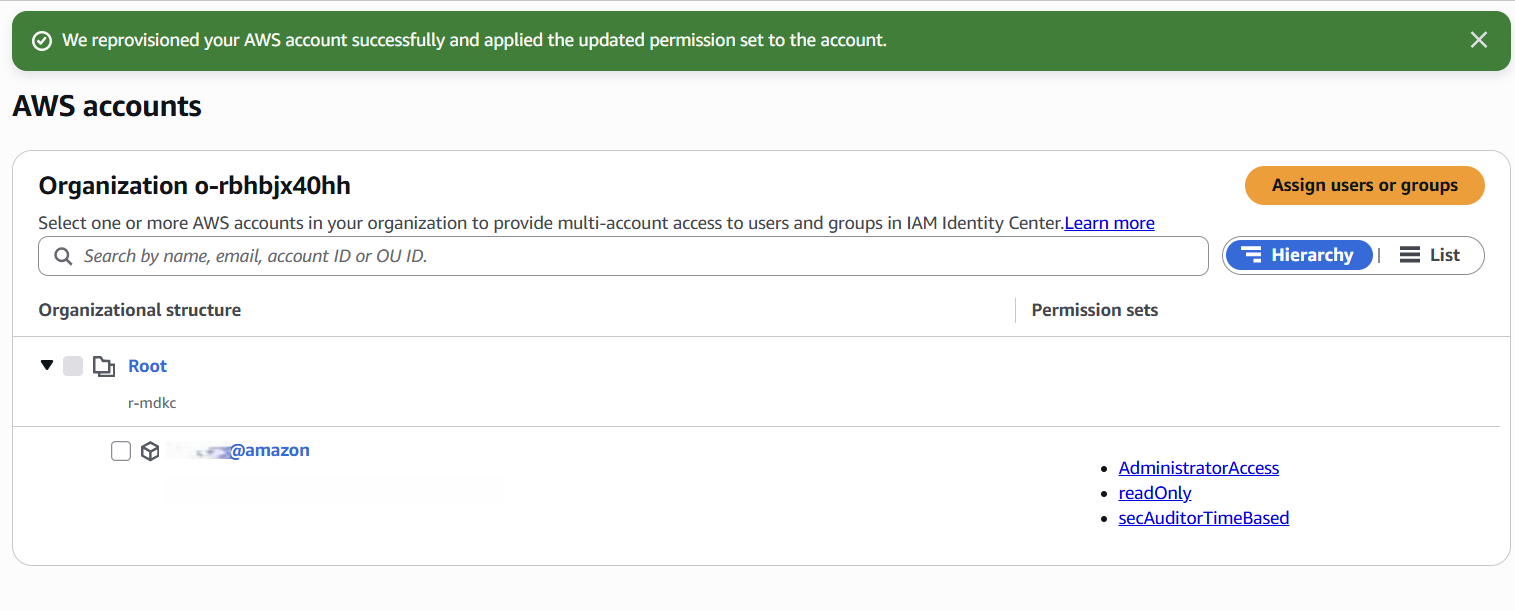 We reprovisioned your AWS account successfully and applied the updated permission set to the account.
AWS accounts
Organization o-rbhbjx40hh
Assign users or groups
Select one or more AWS accounts in your organization to provide multi-account access to users and groups in IAM Identity Center.Learn more
Search by name, email, account ID or OU ID.
Hierarchy | List
Organizational structure
Permission sets
Root
r-mdkc
@amazon
AdministratorAccess
readOnly
secAuditorTimeBased